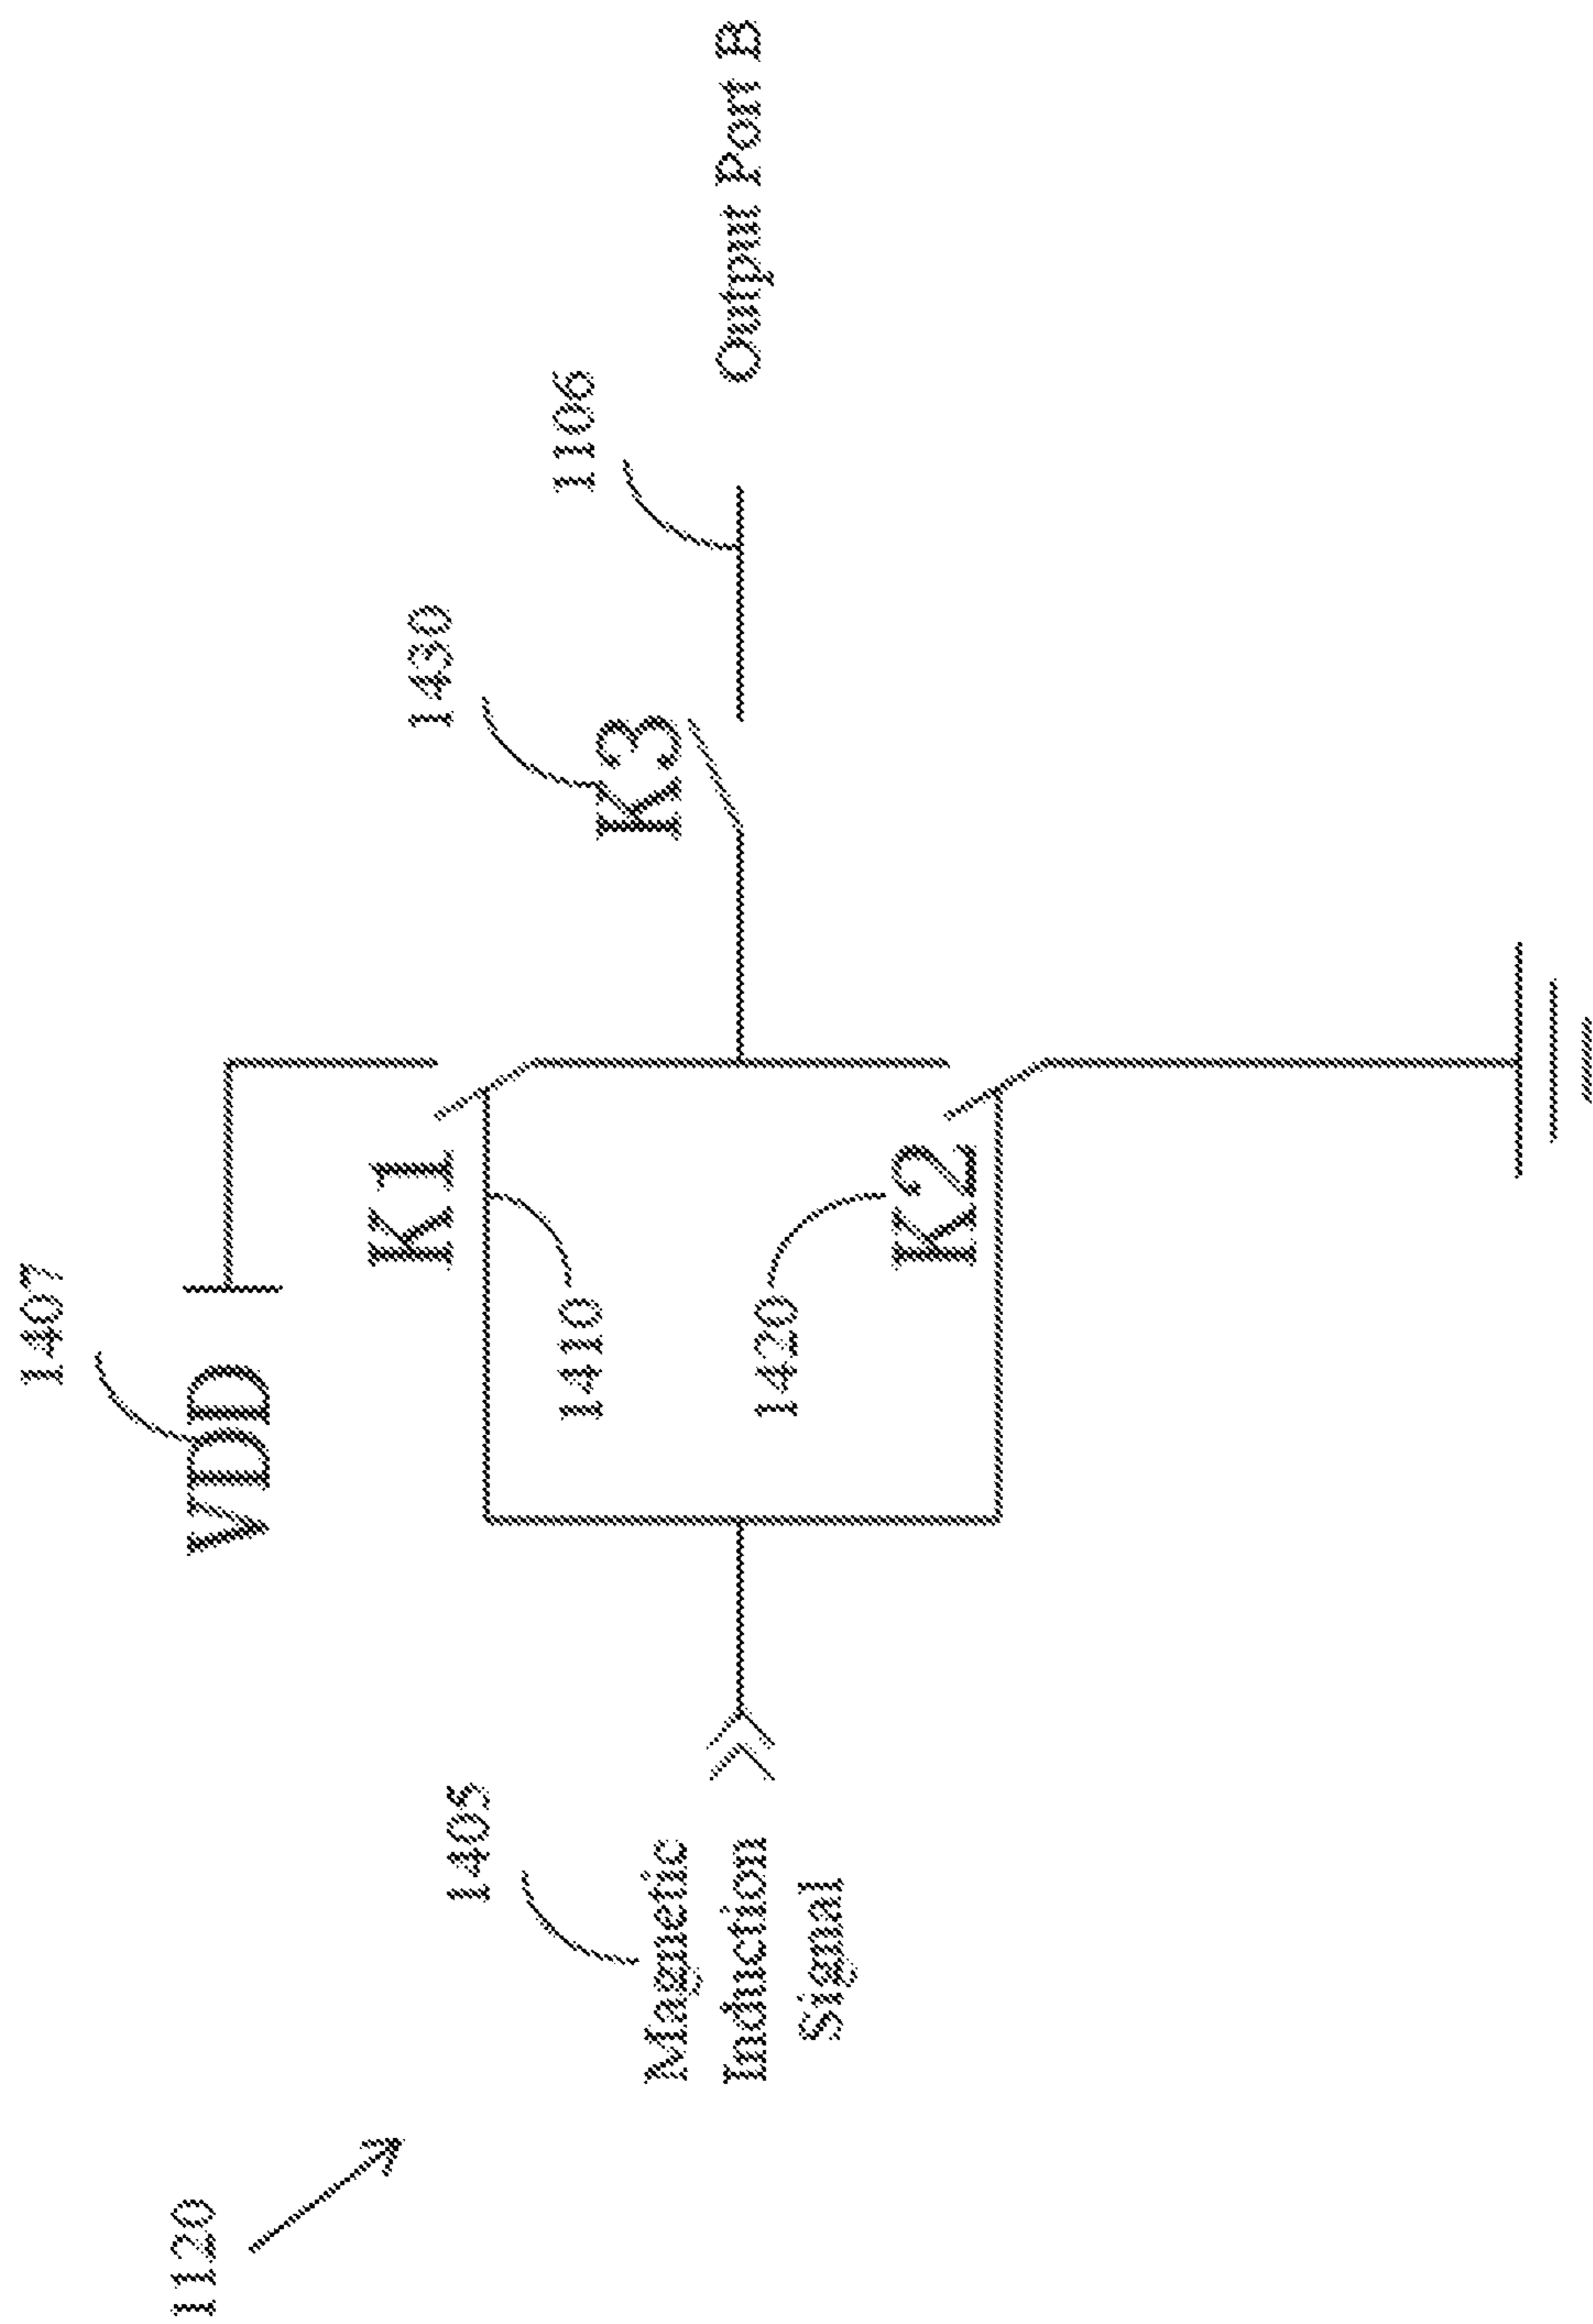 1120
1407
VDD
1405
Magnetic
Induction
Signal
K1
1410
1420
K2
1430
K3
1106
Output Port B